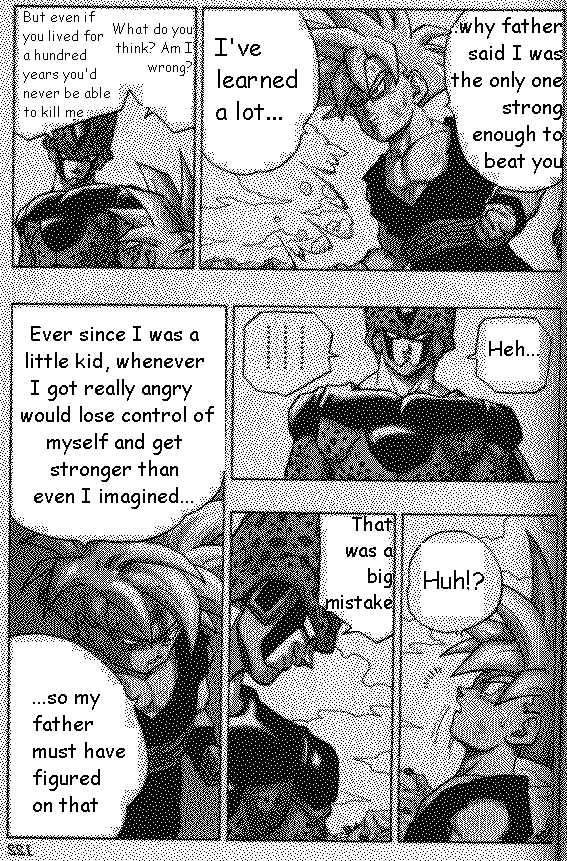 But even if
you lived for
a hundred
years you'd
never be able
to kill me
What do you
think? Am I
wrong?
I've
learned
a lot...
..why father
said I was
the only one
strong
enough to
beat you
Ever since I was a
little kid, whenever
I got really angry
would lose control of
myself and get
stronger than
even I imagined...
...so my
father
must have
figured
on that
Heh...
That
was a
big
mistake
Huh!?